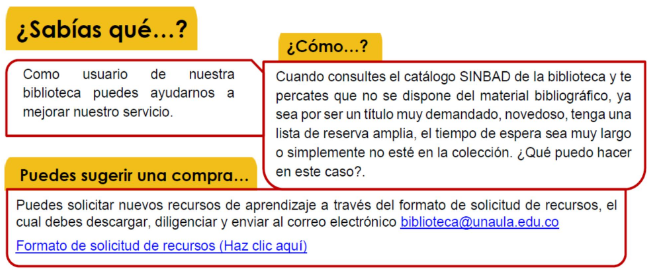 ¿Sabías qué...?
Como usuario de nuestra
biblioteca puedes ayudarnos a
mejorar nuestro servicio.
¿Cómo...?
Cuando consultes el catálogo SINBAD de la biblioteca y te
percates que no se dispone del material bibliográfico, ya
sea por ser un título muy demandado, novedoso, tenga una
lista de reserva amplia, el tiempo de espera sea muy largo
o simplemente no esté en la colección. ¿Qué puedo hacer
en este caso?.
Puedes sugerir una compra...
Puedes solicitar nuevos recursos de aprendizaje a través del formato de solicitud de recursos, el
cual debes descargar, diligenciar y enviar al correo electrónico biblioteca@unaula.edu.co
Formato de solicitud de recursos (Haz clic aquí)